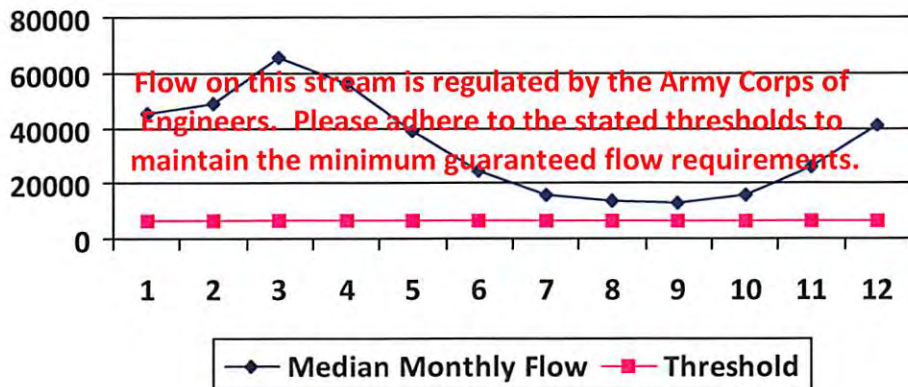 80000
60000
40000
20000
0
Flow on this stream is regulated by the Army Corps of
Engineers. Please adhere to the stated thresholds to
maintain the minimum guaranteed flow requirements.
1 2 3 4 5 6 7 8 9 10 11 12
Median Monthly Flow Threshold